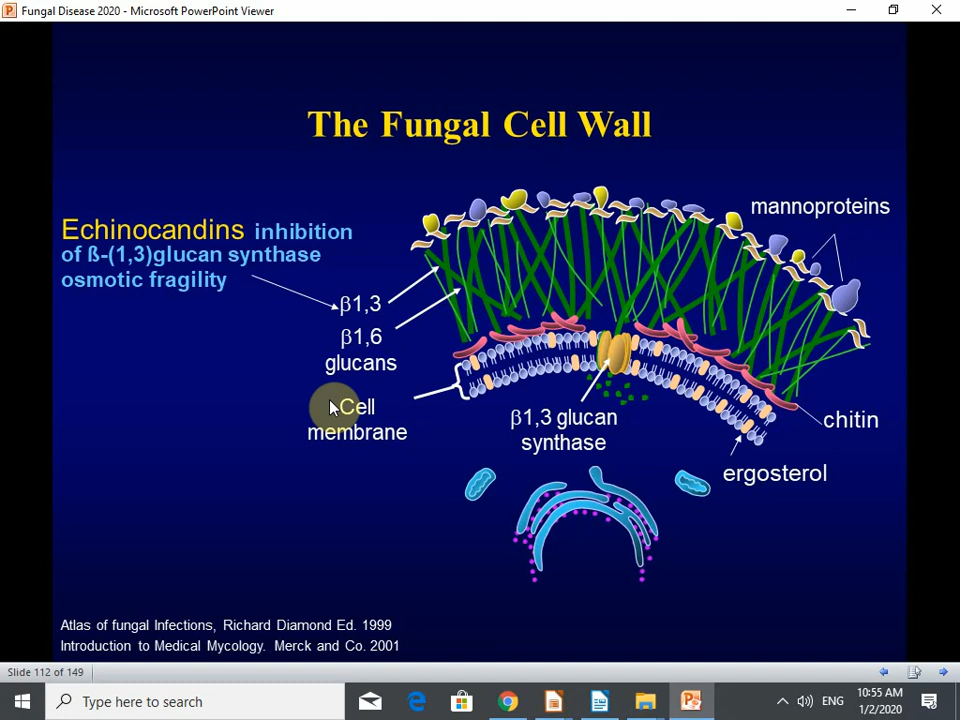 Fungal Disease 2020 - Microsoft PowerPoint Viewer
The Fungal Cell Wall
Echinocandins inhibition
of ß-(1,3)glucan synthase
osmotic fragility
mannoproteins
β1,3
β1,6
glucans
Cell
membrane
β1,3 glucan
synthase
chitin
ergosterol
Atlas of fungal Infections, Richard Diamond Ed. 1999
Introduction to Medical Mycology. Merck and Co. 2001
Slide 112 of 149
Type here to search
ENG
10:55 AM
1/2/2020